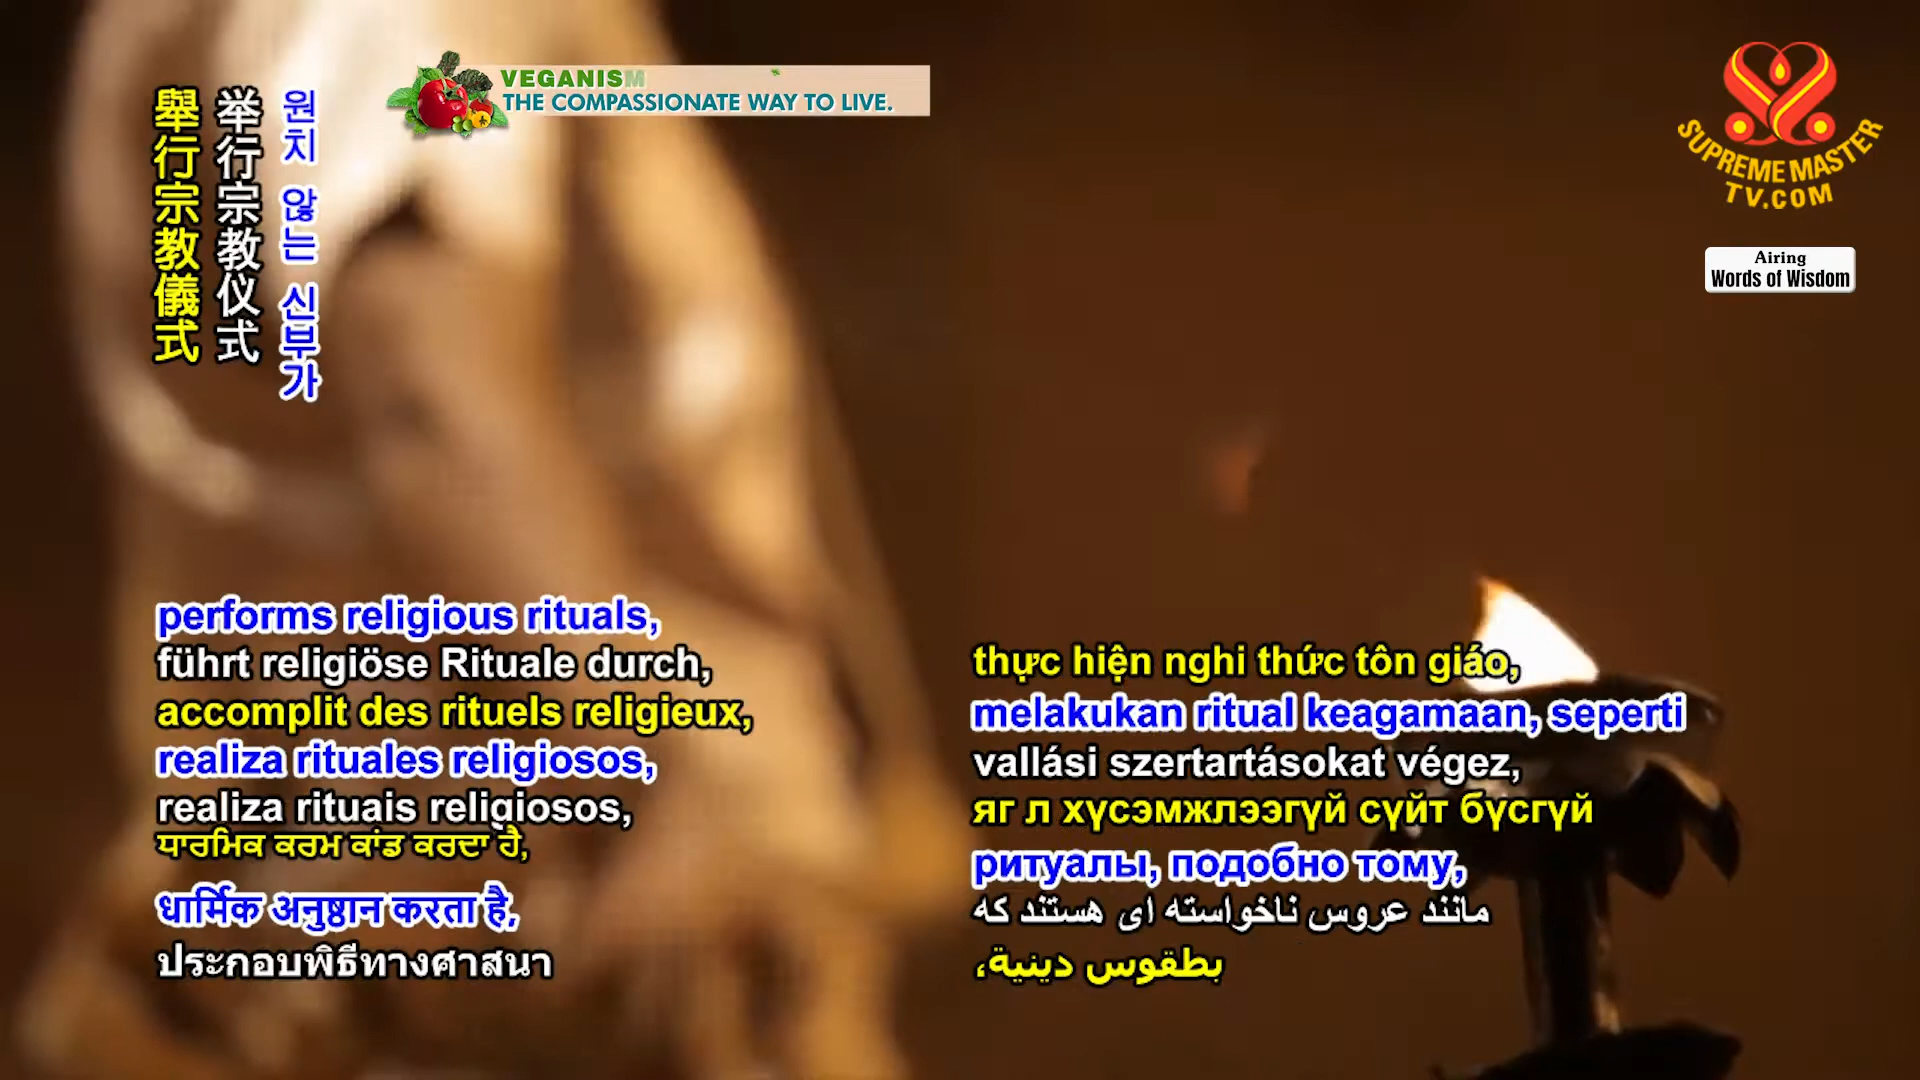 舉行宗教儀式
举行宗教仪式
원치 않는 신부가
VEGANISM
THE COMPASSIONATE WAY TO LIVE.
SUPREME MASTER
TV.COM
Airing
Words of Wisdom
performs religious rituals,
führt religiöse Rituale durch,
accomplit des rituels religieux,
realiza rituales religiosos,
realiza rituais religiosos,
ਧਾਰਮਿਕ ਕਰਮ ਕਾਂਡ ਕਰਦਾ ਹੈ,
धार्मिक अनुष्ठान करता है,
ประกอบพิธีทางศาสนา
thực hiện nghi thức tôn giáo,
melakukan ritual keagamaan, seperti
vallási szertartásokat végez,
яг л хүсэмжлээгүй сүйт бүсгүй
ритуалы, подобно тому,
مانند عروس ناخواسته ای هستند که
بطقوس دينية،